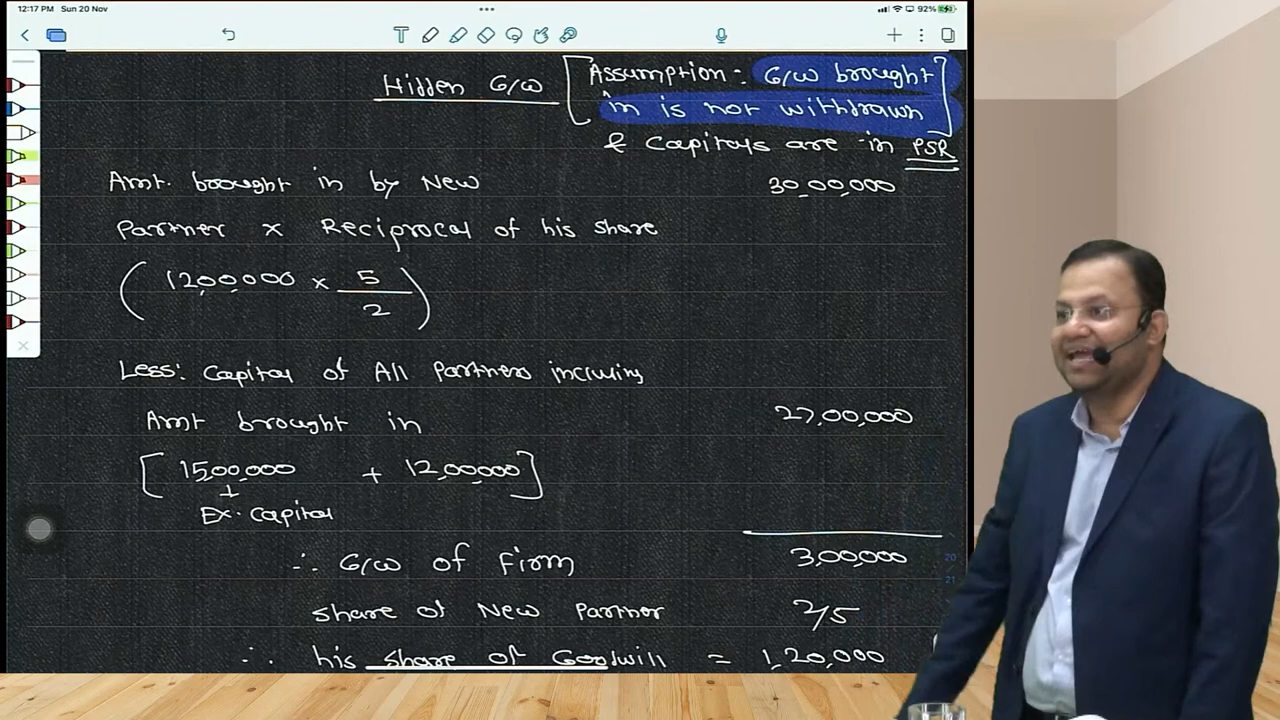 12:17 PM Sun 20 Nov
92%
Hidden G/W [Assumption: G/W brought
in is not withdrawn]
& Capitals are in PSR
Amt. brought in by New 30,00,000
Partner x Reciprocal of his share
(12,00,000 x 5/2)
Less: Capital of All Partners including
Amt brought in 27,00,000
[15,00,000 + 12,00,000]
Ex. Capital
∴ G/W of Firm 3,00,000
20
21
share of New Partner 2/5
∴ his share of Goodwill = 1,20,000